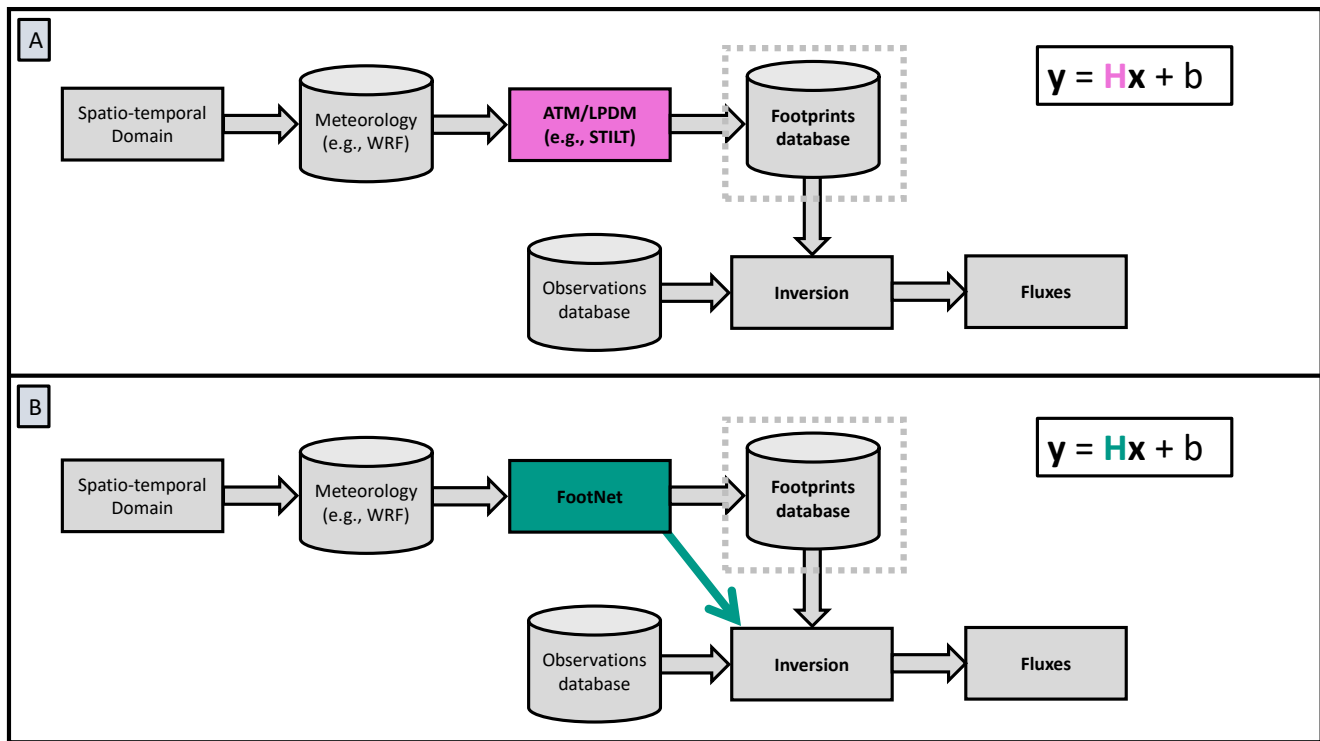 A
y = Hx + b
Spatio-temporal
Domain
Meteorology
(e.g., WRF)
ATM/LPDM
(e.g., STILT)
Footprints
database
Observations
database
Inversion
Fluxes
B
y = Hx + b
Spatio-temporal
Domain
Meteorology
(e.g., WRF)
FootNet
Footprints
database
Observations
database
Inversion
Fluxes